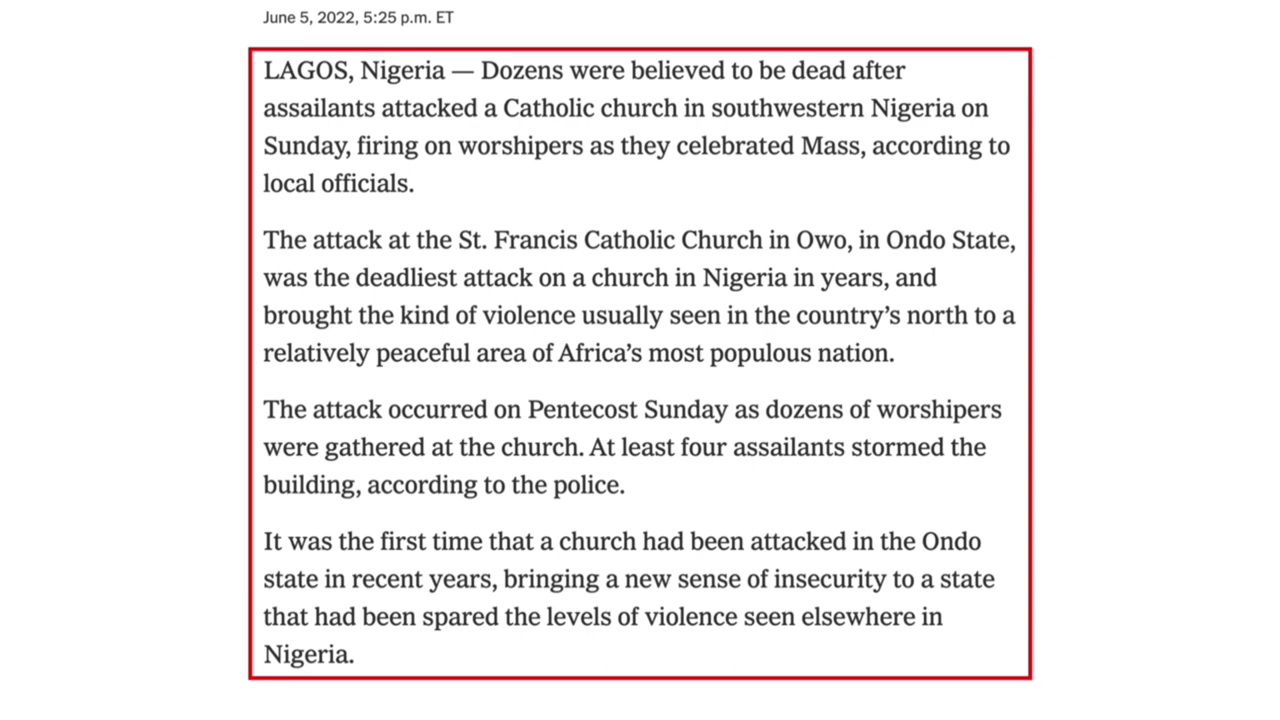 June 5, 2022, 5:25 p.m. ET
LAGOS, Nigeria — Dozens were believed to be dead after
assailants attacked a Catholic church in southwestern Nigeria on
Sunday, firing on worshipers as they celebrated Mass, according to
local officials.
The attack at the St. Francis Catholic Church in Owo, in Ondo State,
was the deadliest attack on a church in Nigeria in years, and
brought the kind of violence usually seen in the country’s north to a
relatively peaceful area of Africa’s most populous nation.
The attack occurred on Pentecost Sunday as dozens of worshipers
were gathered at the church. At least four assailants stormed the
building, according to the police.
It was the first time that a church had been attacked in the Ondo
state in recent years, bringing a new sense of insecurity to a state
that had been spared the levels of violence seen elsewhere in
Nigeria.